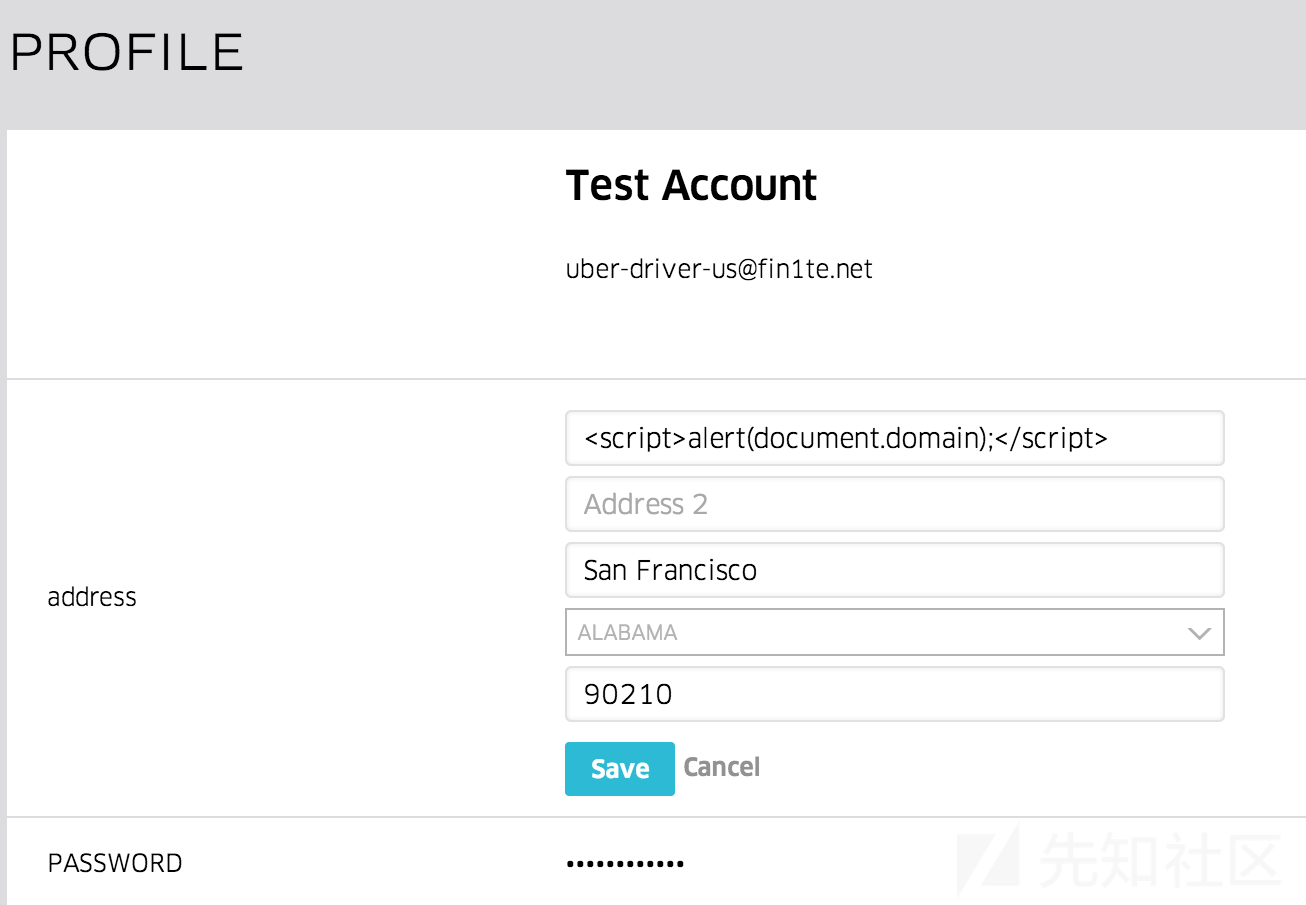 PROFILE
Test Account
uber-driver-us@fin1te.net
<script>alert(document.domain);</script>
Address 2
San Francisco
address
ALABAMA
90210
Save Cancel
PASSWORD ••••••••••••
先知社区